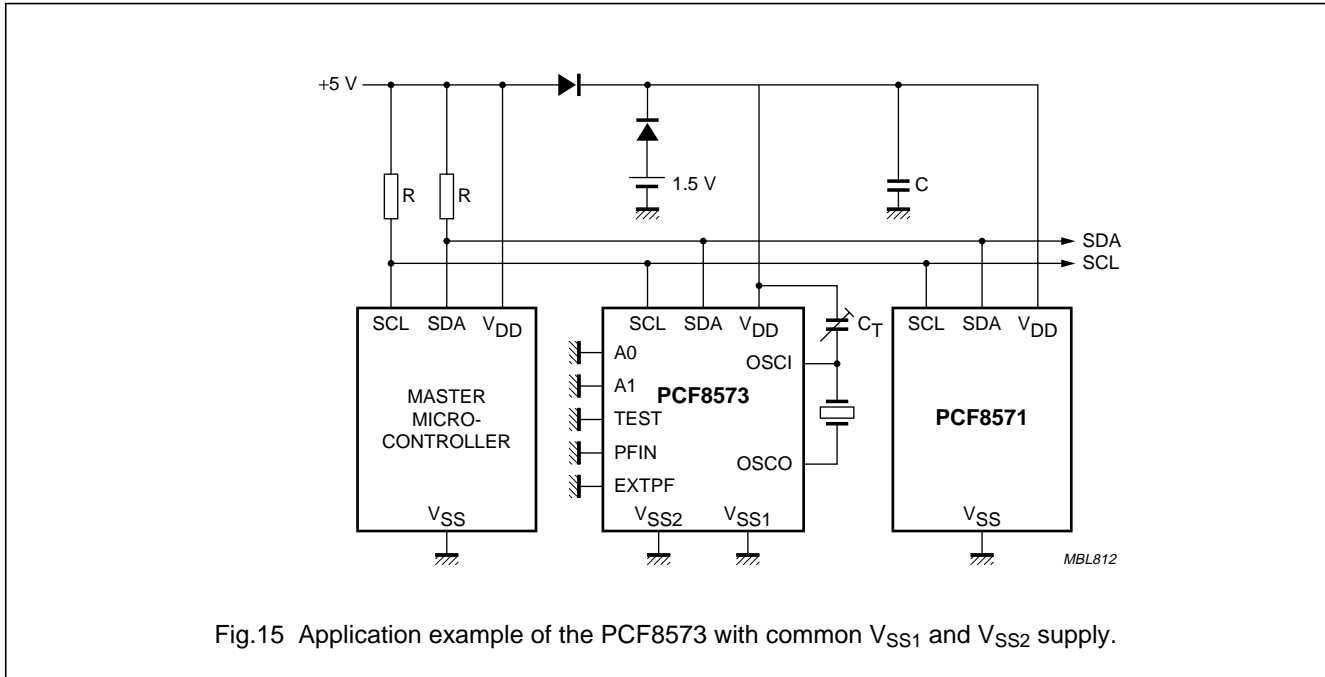 +5 V
1.5 V
C
R
R
SDA
SCL
SCL SDA VDD
SCL SDA VDD
CT
SCL SDA VDD
A0
OSCI
A1
PCF8573
MASTER
MICRO-
CONTROLLER
PCF8571
TEST
PFIN
OSCO
EXTPF
VSS
VSS2
VSS1
VSS
MBL812
Fig.15 Application example of the PCF8573 with common VSS1 and VSS2 supply.